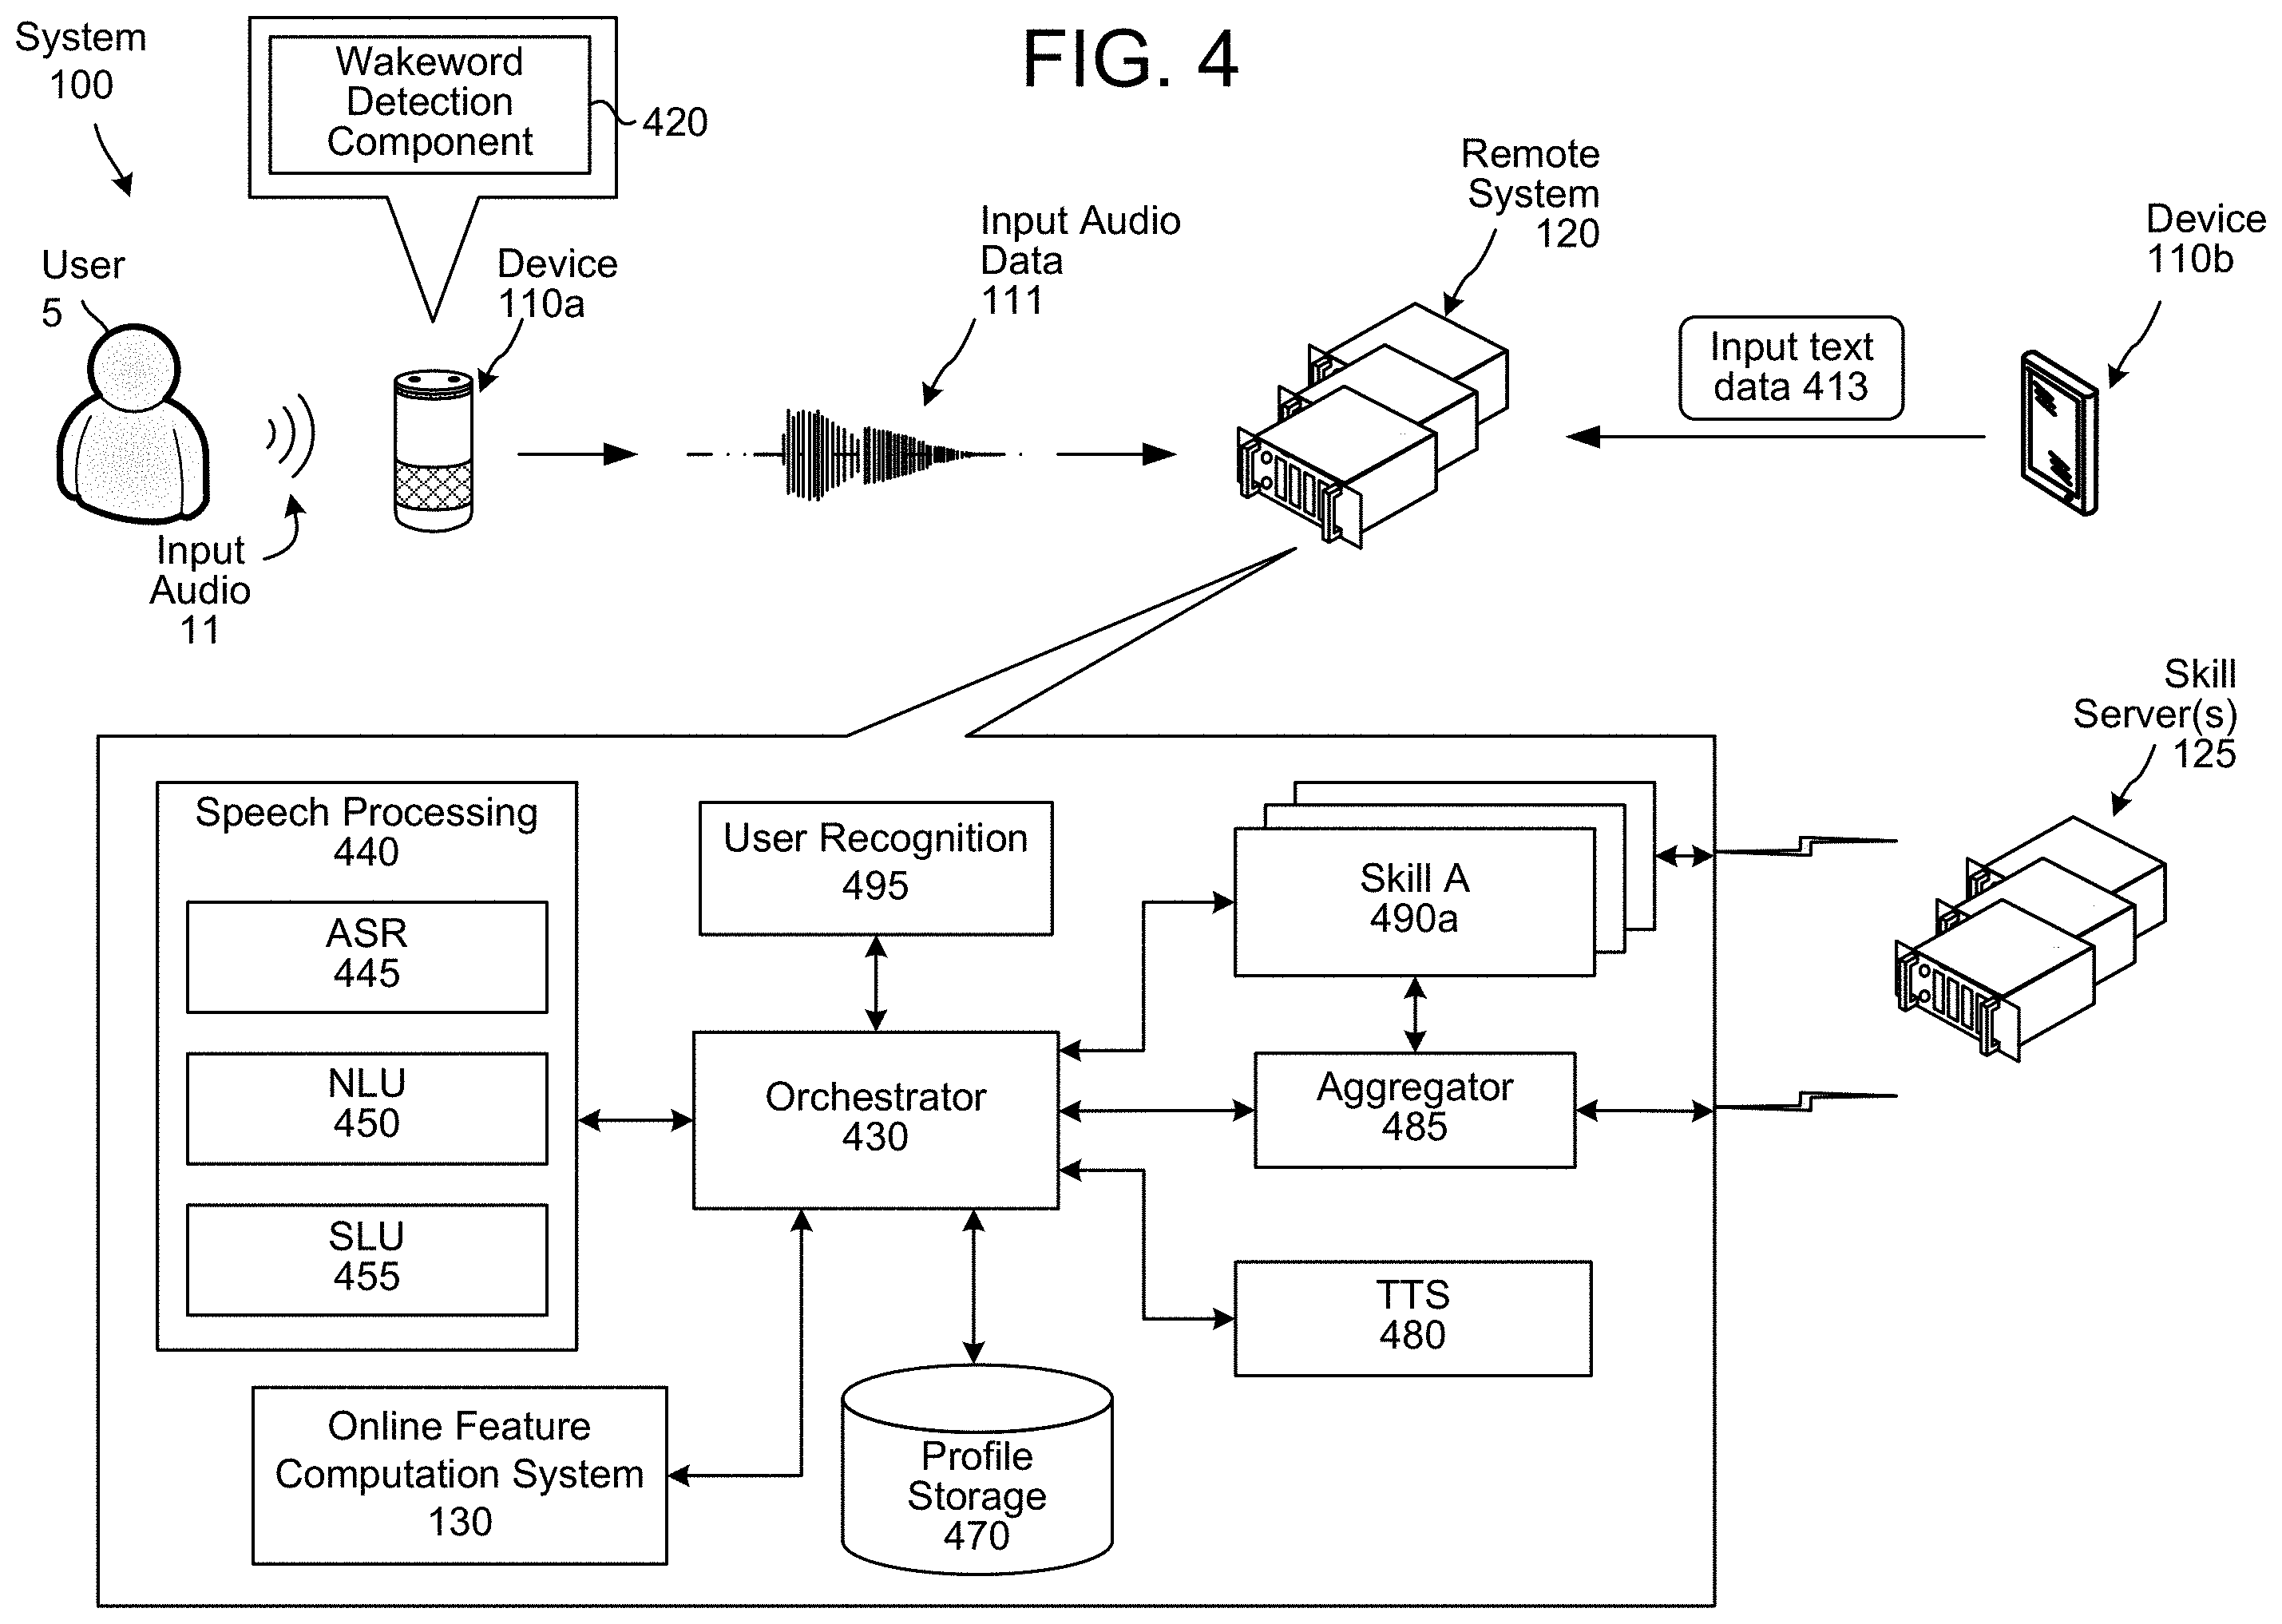 FIG. 4
System
100
Wakeword
Detection
Component
420
User
5
Device
110a
Input Audio
Data
111
Remote
System
120
Device
110b
Input text
data 413
Input
Audio
11
Skill
Server(s)
125
Speech Processing
440
ASR
445
NLU
450
SLU
455
User Recognition
495
Skill A
490a
Orchestrator
430
Aggregator
485
TTS
480
Online Feature
Computation System
130
Profile
Storage
470